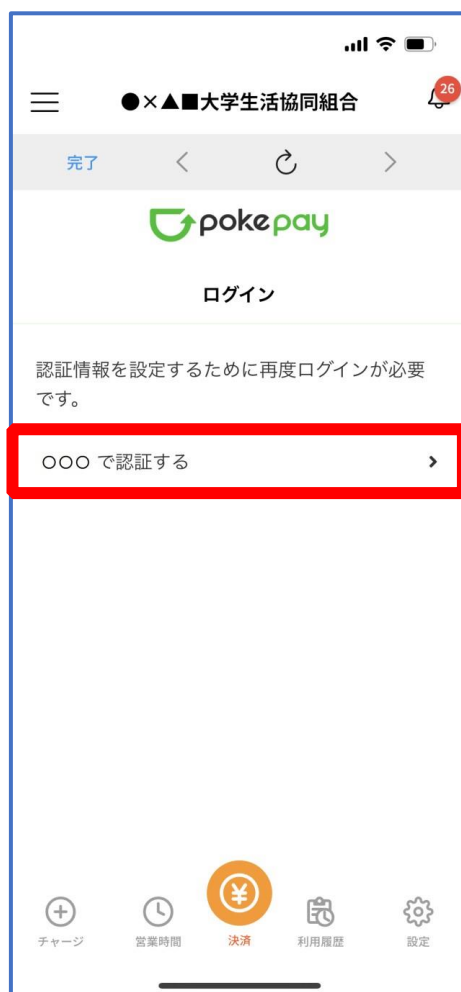 26
●×▲■大学生活協同組合
完了
pokepay
ログイン
認証情報を設定するために再度ログインが必要
です。
○○○ で認証する
チャージ
営業時間
決済
利用履歴
設定